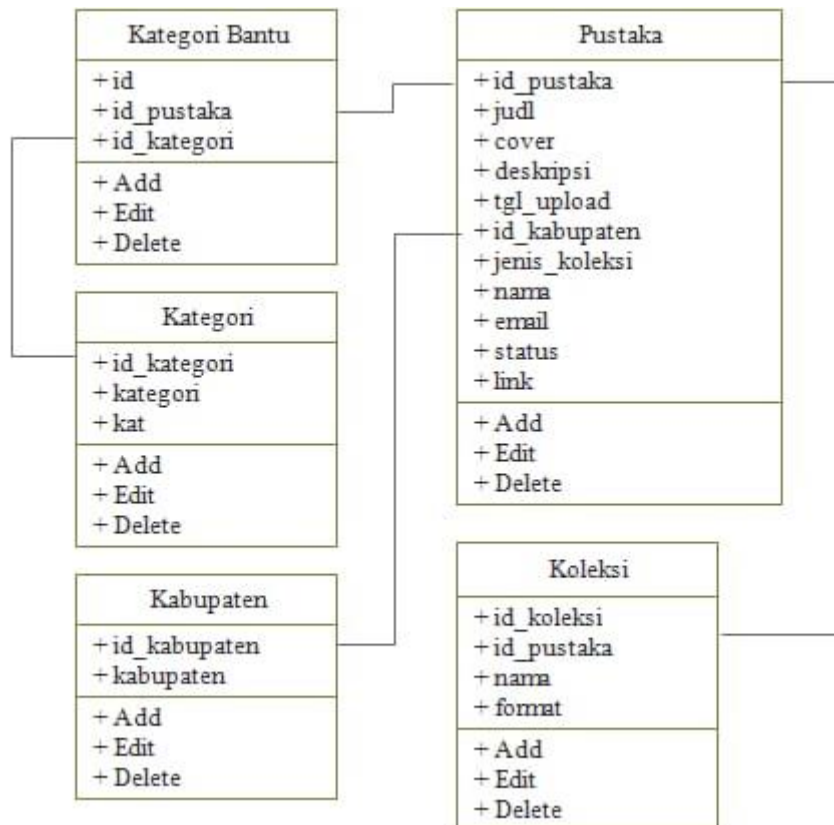 Kategori Bantu
+ id
+ id_pustaka
+ id_kategori
+ Add
+ Edit
+ Delete
Kategori
+ id_kategori
+ kategori
+ kat
+ Add
+ Edit
+ Delete
Kabupaten
+ id_kabupaten
+ kabupaten
+ Add
+ Edit
+ Delete
Pustaka
+ id_pustaka
+ judl
+ cover
+ deskripsi
+ tgl_upload
+ id_kabupaten
+ jenis_koleksi
+ nama
+ email
+ status
+ link
+ Add
+ Edit
+ Delete
Koleksi
+ id_koleksi
+ id_pustaka
+ nama
+ format
+ Add
+ Edit
+ Delete